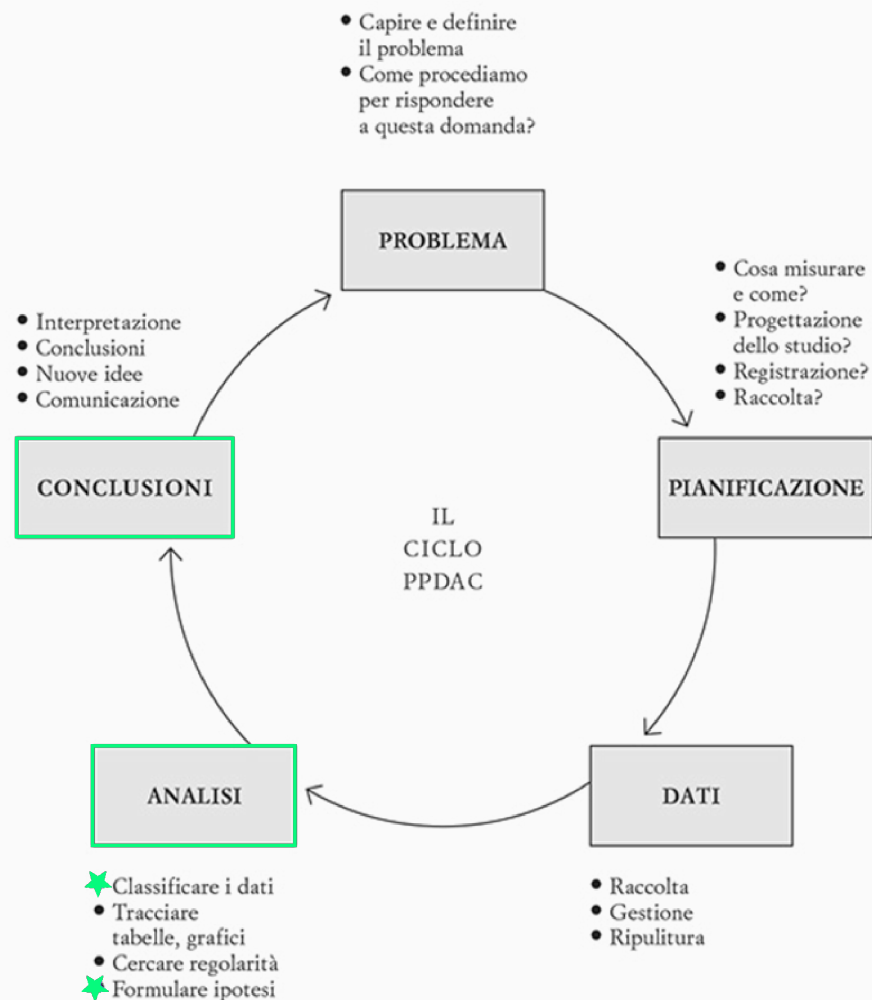 • Capire e definire
il problema
• Come procediamo
per rispondere
a questa domanda?
PROBLEMA
• Cosa misurare
e come?
• Progettazione
dello studio?
• Registrazione?
• Raccolta?
PIANIFICAZIONE
• Interpretazione
• Conclusioni
• Nuove idee
• Comunicazione
CONCLUSIONI
IL
CICLO
PPDAC
ANALISI
Classificare i dati
• Tracciare
tabelle, grafici
• Cercare regolarità
Formulare ipotesi
DATI
• Raccolta
• Gestione
• Ripulitura